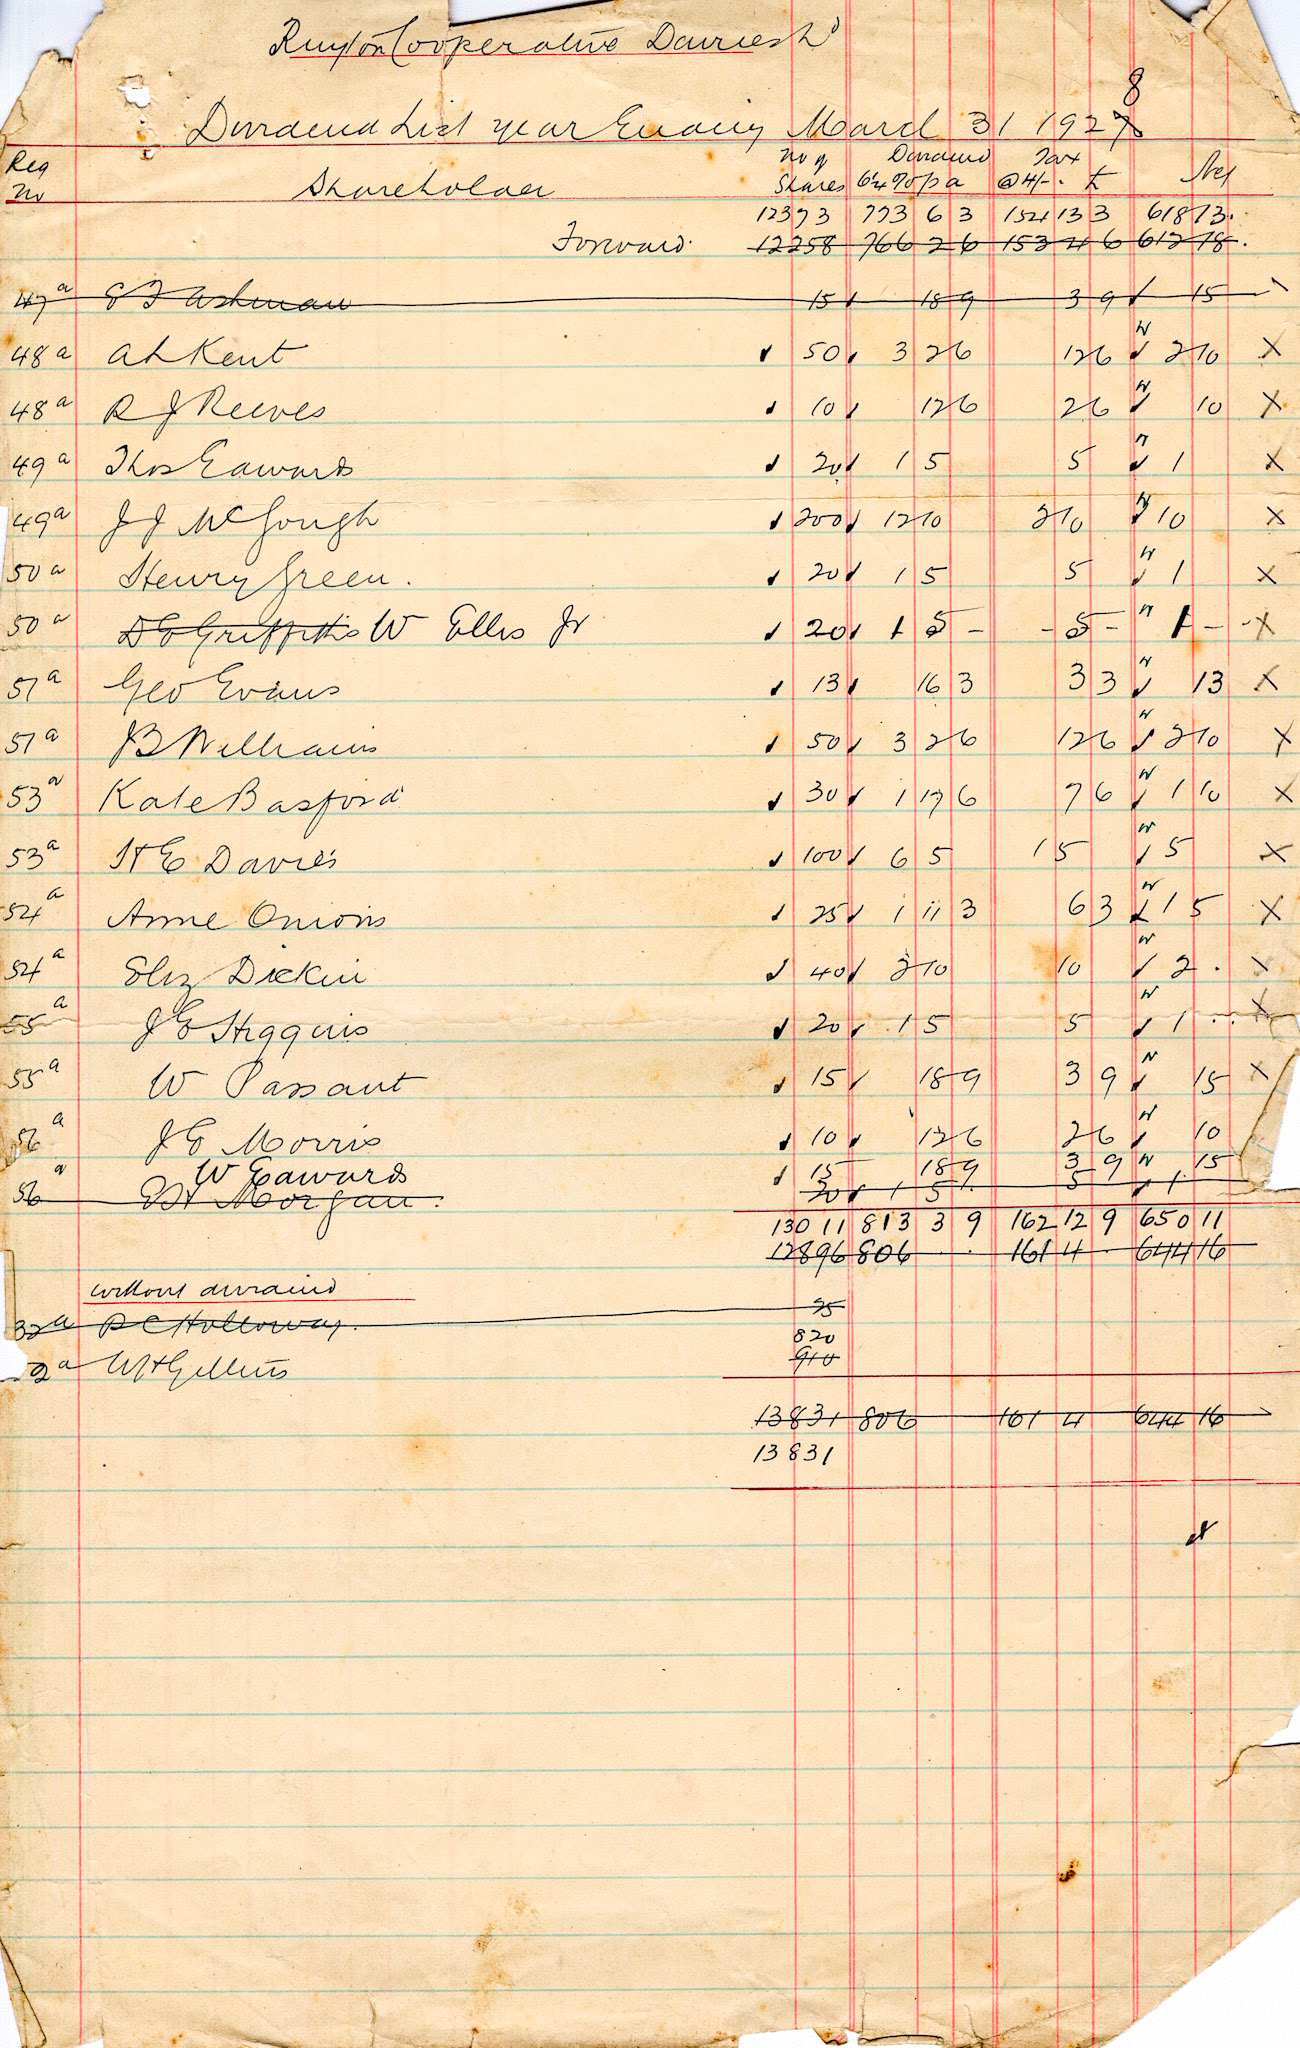 Ruyton Cooperative Dairies Ld
8
Dividend List year Ending March 31 1927
Reg No Shareholder No of Shares Dividend 6¼ % p a Tax @ 4/- £ Net
12373 773 6 3 154 13 3 618 13
Forward 12258 766 2 6 153 4 6 612 18
47a E T Ashman 15 18 9 3 9 15
48a A L Kent 50 3 2 6 12 6 W 2 10 X
48a R J Reeves 10 12 6 2 6 W 10 X
49a Thos Edwards 20 1 5 5 W 1 X
49a J J McGough 200 12 10 2 10 W 10 X
50a Henry Green. 20 1 5 5 W 1 X
50a D E Griffiths W Ellis Jr 20 1 5 - - 5 - W 1 - - X
51a Geo Evans 13 16 3 3 3 W 13 X
51a J B Williams 50 3 2 6 12 6 W 2 10 X
53a Kate Basford 30 1 17 6 7 6 W 1 10 X
53a H E Davies 100 6 5 1 5 W 5 X
54a Anne Onions 25 1 11 3 6 3 W 1 5 X
54a Eliz Dickin 40 2 10 10 W 2 X
55a J E Higgins 20 1 5 5 W 1 X
55a W Passant 15 18 9 3 9 W 15 X
56a J E Morris 10 12 6 2 6 W 10
W Edwards 15 18 9 3 9 W 15
56a E H Morgan. 20 1 5 5 1
13011 813 3 9 162 12 9 650 11
12896 806 161 4 644 16
without dividend
32a R C Holloway. 25
820
2a W H Gittins 910
13831 806 161 4 644 16
13831